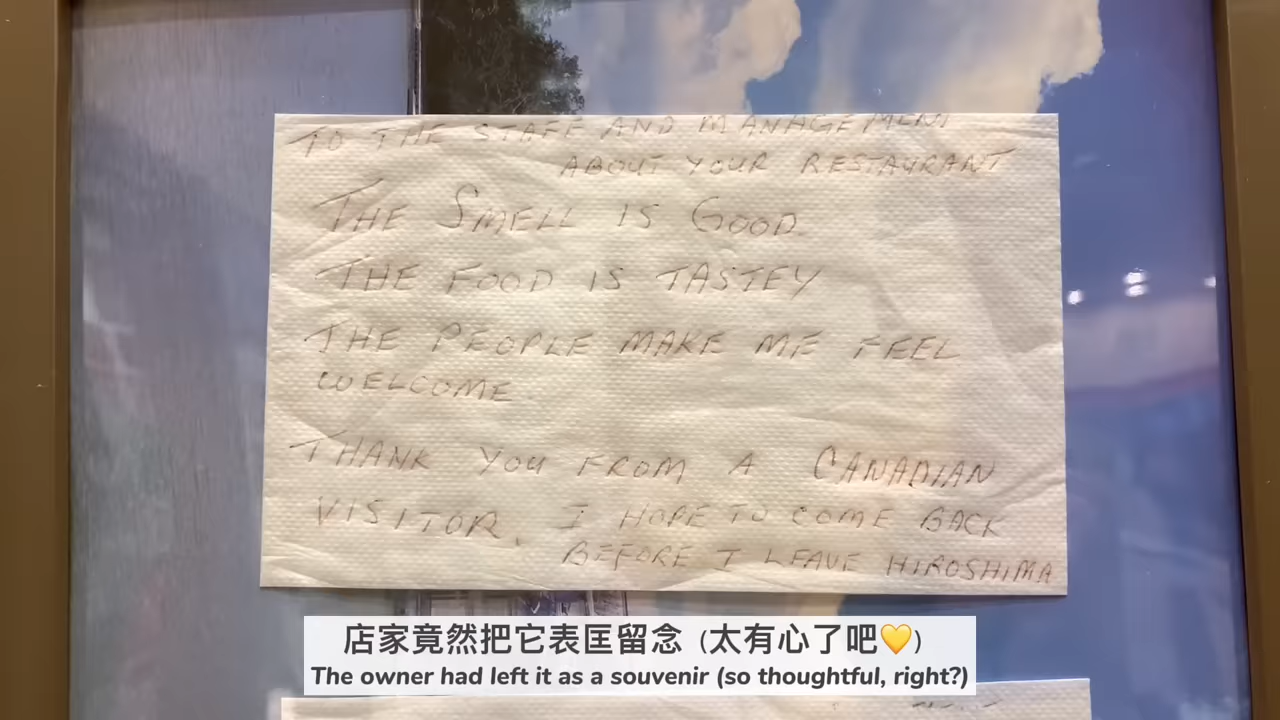 TO THE STAFF AND MANAGEMENT
ABOUT YOUR RESTAURANT
THE SMELL IS GOOD
THE FOOD IS TASTEY
THE PEOPLE MAKE ME FEEL
WELCOME.
THANK YOU FROM A CANADIAN
VISITOR. I HOPE TO COME BACK
BEFORE I LEAVE HIROSHIMA
店家竟然把它表匡留念（太有心了吧💛）
The owner had left it as a souvenir (so thoughtful, right?)